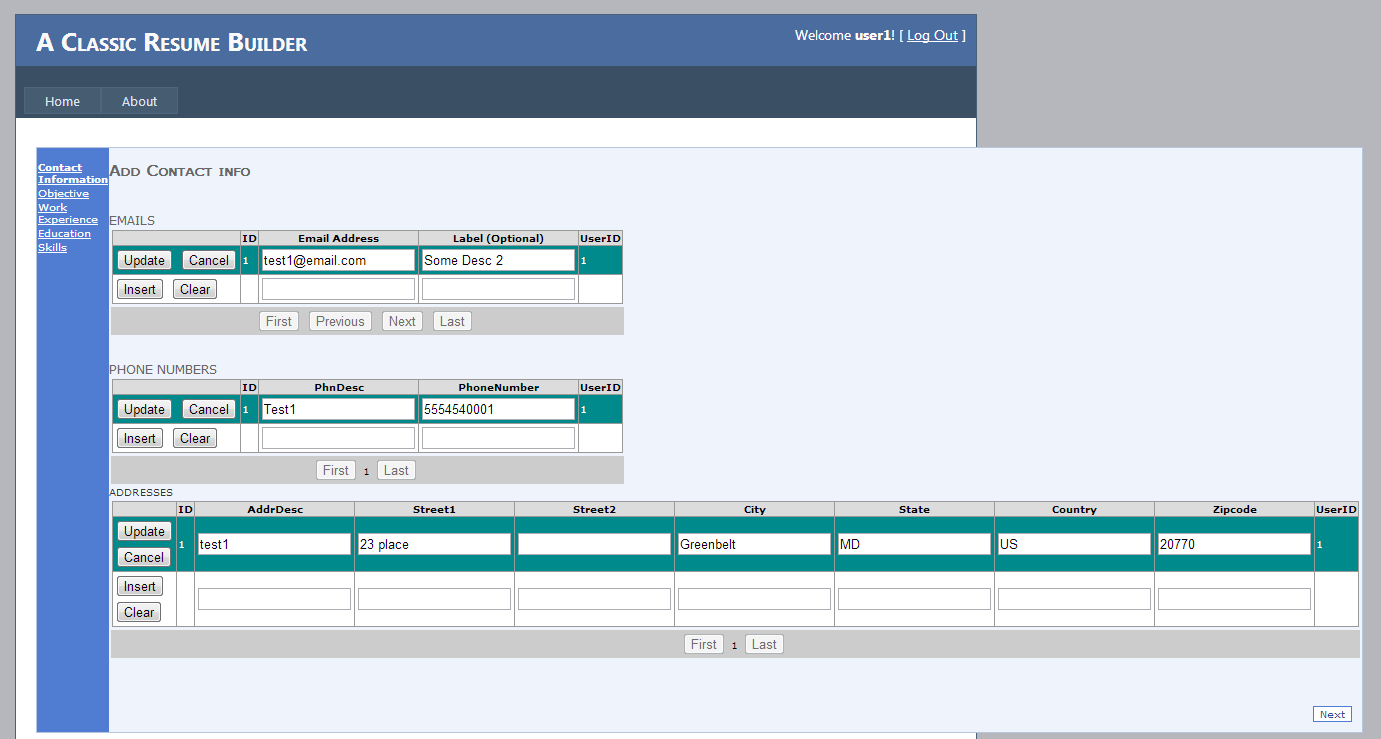 A Classic Resume Builder
Welcome user1! [ Log Out ]
Home About
Contact Information
Objective
Work Experience
Education
Skills
Add Contact info
EMAILS
ID Email Address Label (Optional) UserID
Update Cancel 1 test1@email.com Some Desc 2 1
Insert Clear
First Previous Next Last
PHONE NUMBERS
ID PhnDesc PhoneNumber UserID
Update Cancel 1 Test1 5554540001 1
Insert Clear
First 1 Last
ADDRESSES
ID AddrDesc Street1 Street2 City State Country Zipcode UserID
Update Cancel 1 test1 23 place Greenbelt MD US 20770 1
Insert Clear
First 1 Last
Next